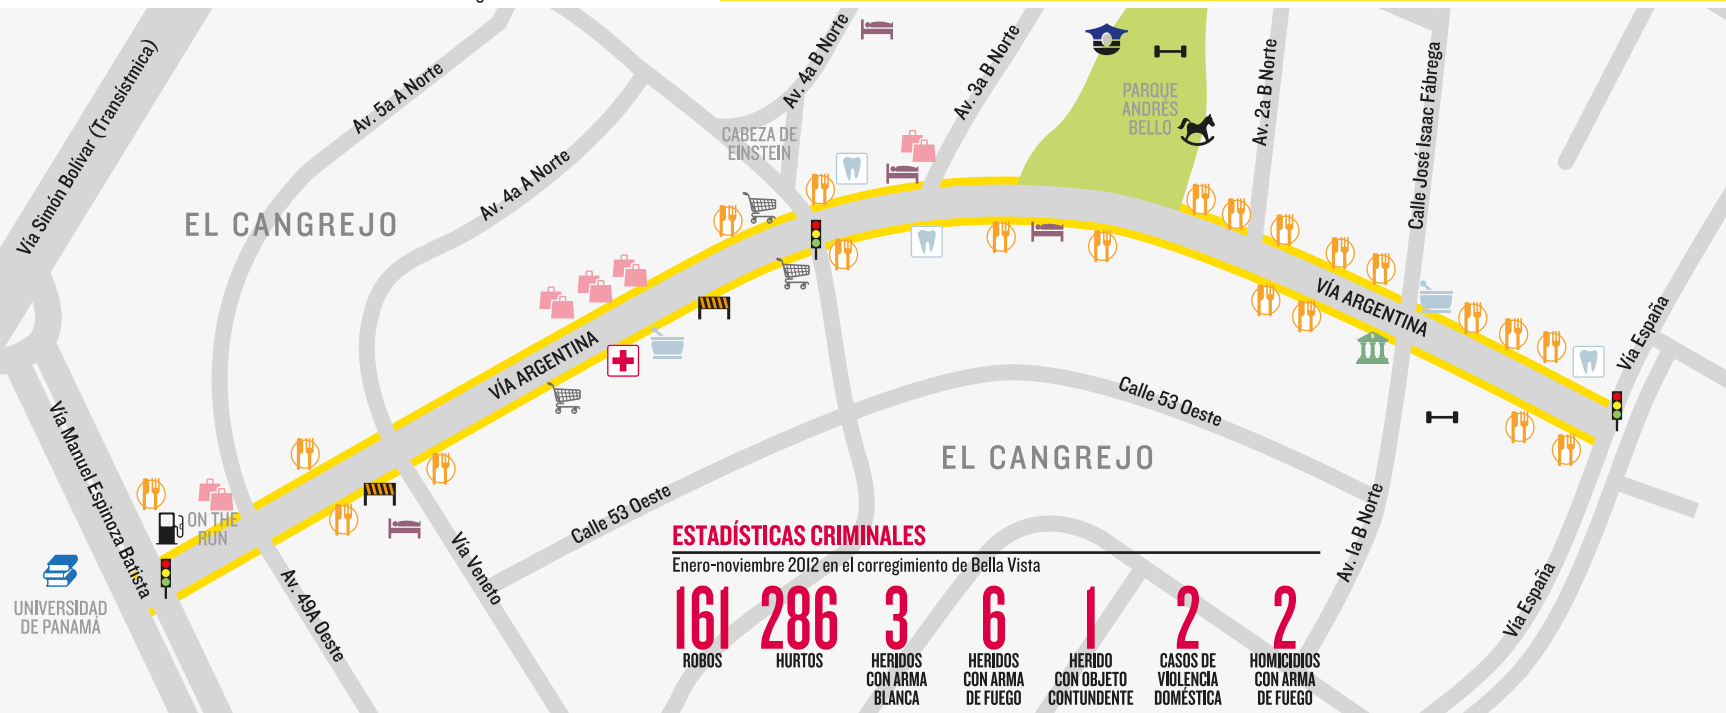 Vía Simón Bolívar (Transístmica)
Av. 5a A Norte
Av. 4a A Norte
Av. 4a B Norte
Av. 3a B Norte
Av. 2a B Norte
Calle José Isaac Fábrega
PARQUE
ANDRÉS
BELLO
CABEZA DE
EINSTEIN
EL CANGREJO
VÍA ARGENTINA
VÍA ARGENTINA
Vía España
Calle 53 Oeste
Vía Manuel Espinoza Batista
ON THE
RUN
EL CANGREJO
Calle 53 Oeste
Vía Veneto
Av. 49A Oeste
Av. 1a B Norte
Vía España
UNIVERSIDAD
DE PANAMÁ
ESTADÍSTICAS CRIMINALES
Enero-noviembre 2012 en el corregimiento de Bella Vista
161
ROBOS
286
HURTOS
3
HERIDOS
CON ARMA
BLANCA
6
HERIDOS
CON ARMA
DE FUEGO
1
HERIDO
CON OBJETO
CONTUNDENTE
2
CASOS DE
VIOLENCIA
DOMÉSTICA
2
HOMICIDIOS
CON ARMA
DE FUEGO